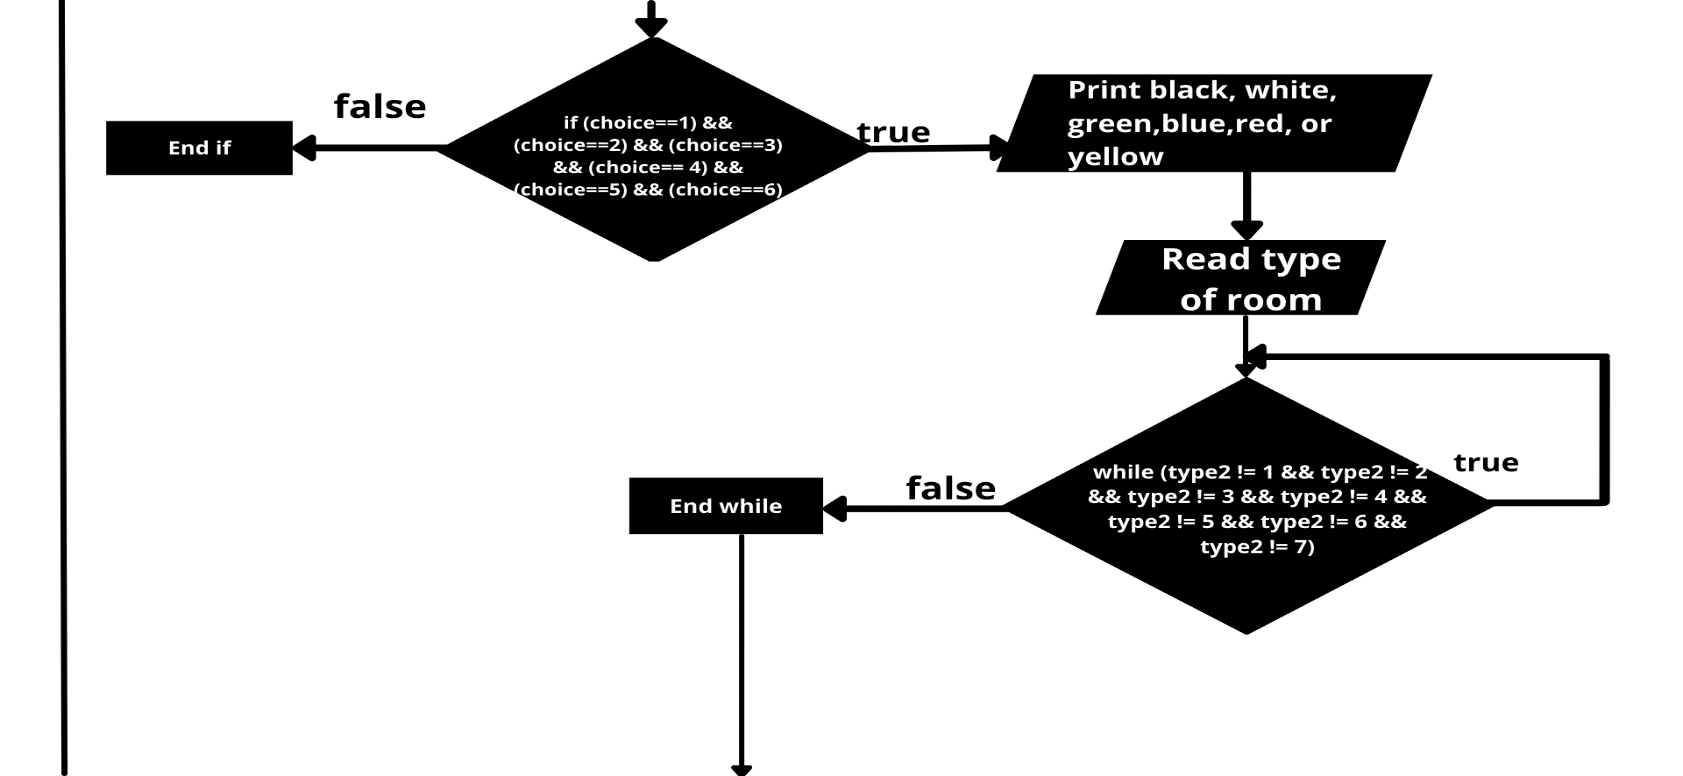 false
End if
if (choice==1) &&
(choice==2) && (choice==3)
&& (choice== 4) &&
(choice==5) && (choice==6)
true
Print black, white,
green,blue,red, or
yellow
Read type
of room
while (type2 != 1 && type2 != 2
&& type2 != 3 && type2 != 4 &&
type2 != 5 && type2 != 6 &&
type2 != 7)
true
false
End while